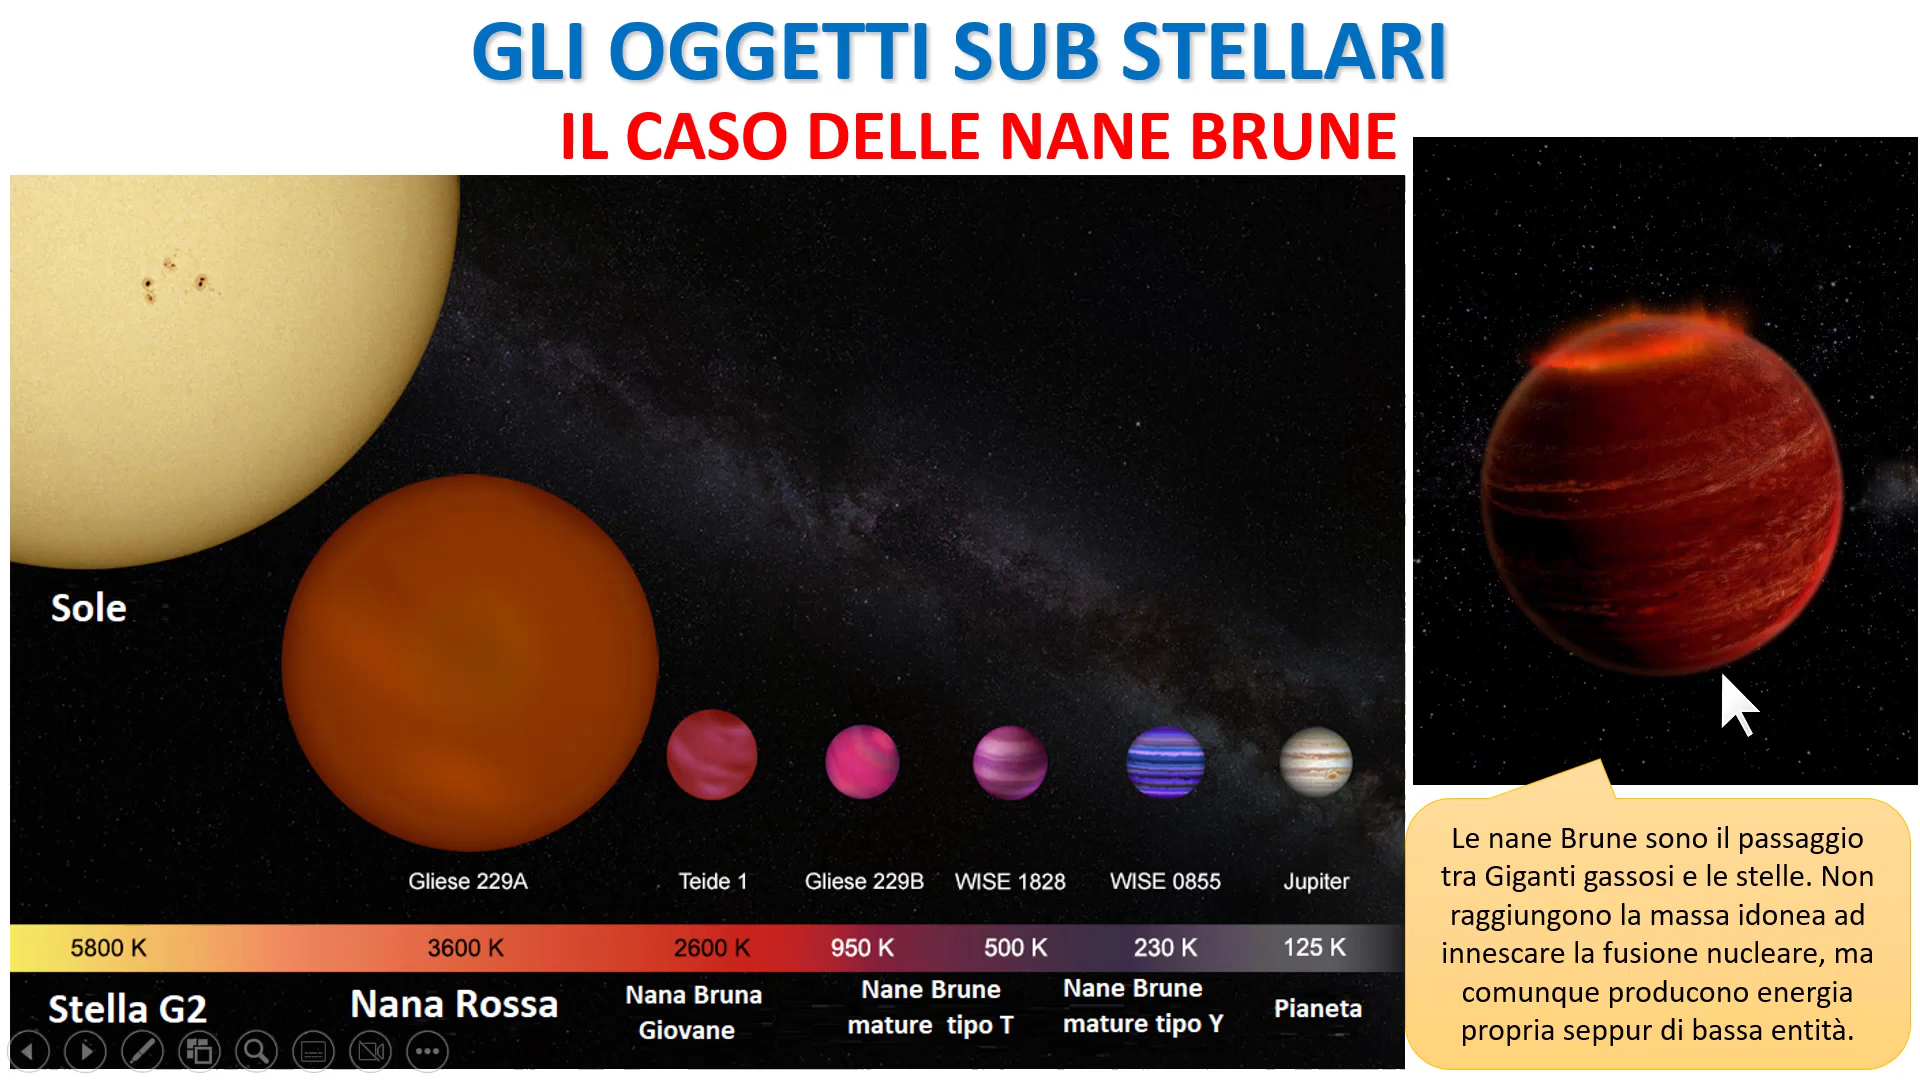 GLI OGGETTI SUB STELLARI
IL CASO DELLE NANE BRUNE
Sole
Gliese 229A
Teide 1
Gliese 229B
WISE 1828
WISE 0855
Jupiter
5800 K
3600 K
2600 K
950 K
500 K
230 K
125 K
Stella G2
Nana Rossa
Nana Bruna
Giovane
Nane Brune
mature tipo T
Nane Brune
mature tipo Y
Pianeta
Le nane Brune sono il passaggio
tra Giganti gassosi e le stelle. Non
raggiungono la massa idonea ad
innescare la fusione nucleare, ma
comunque producono energia
propria seppur di bassa entità.